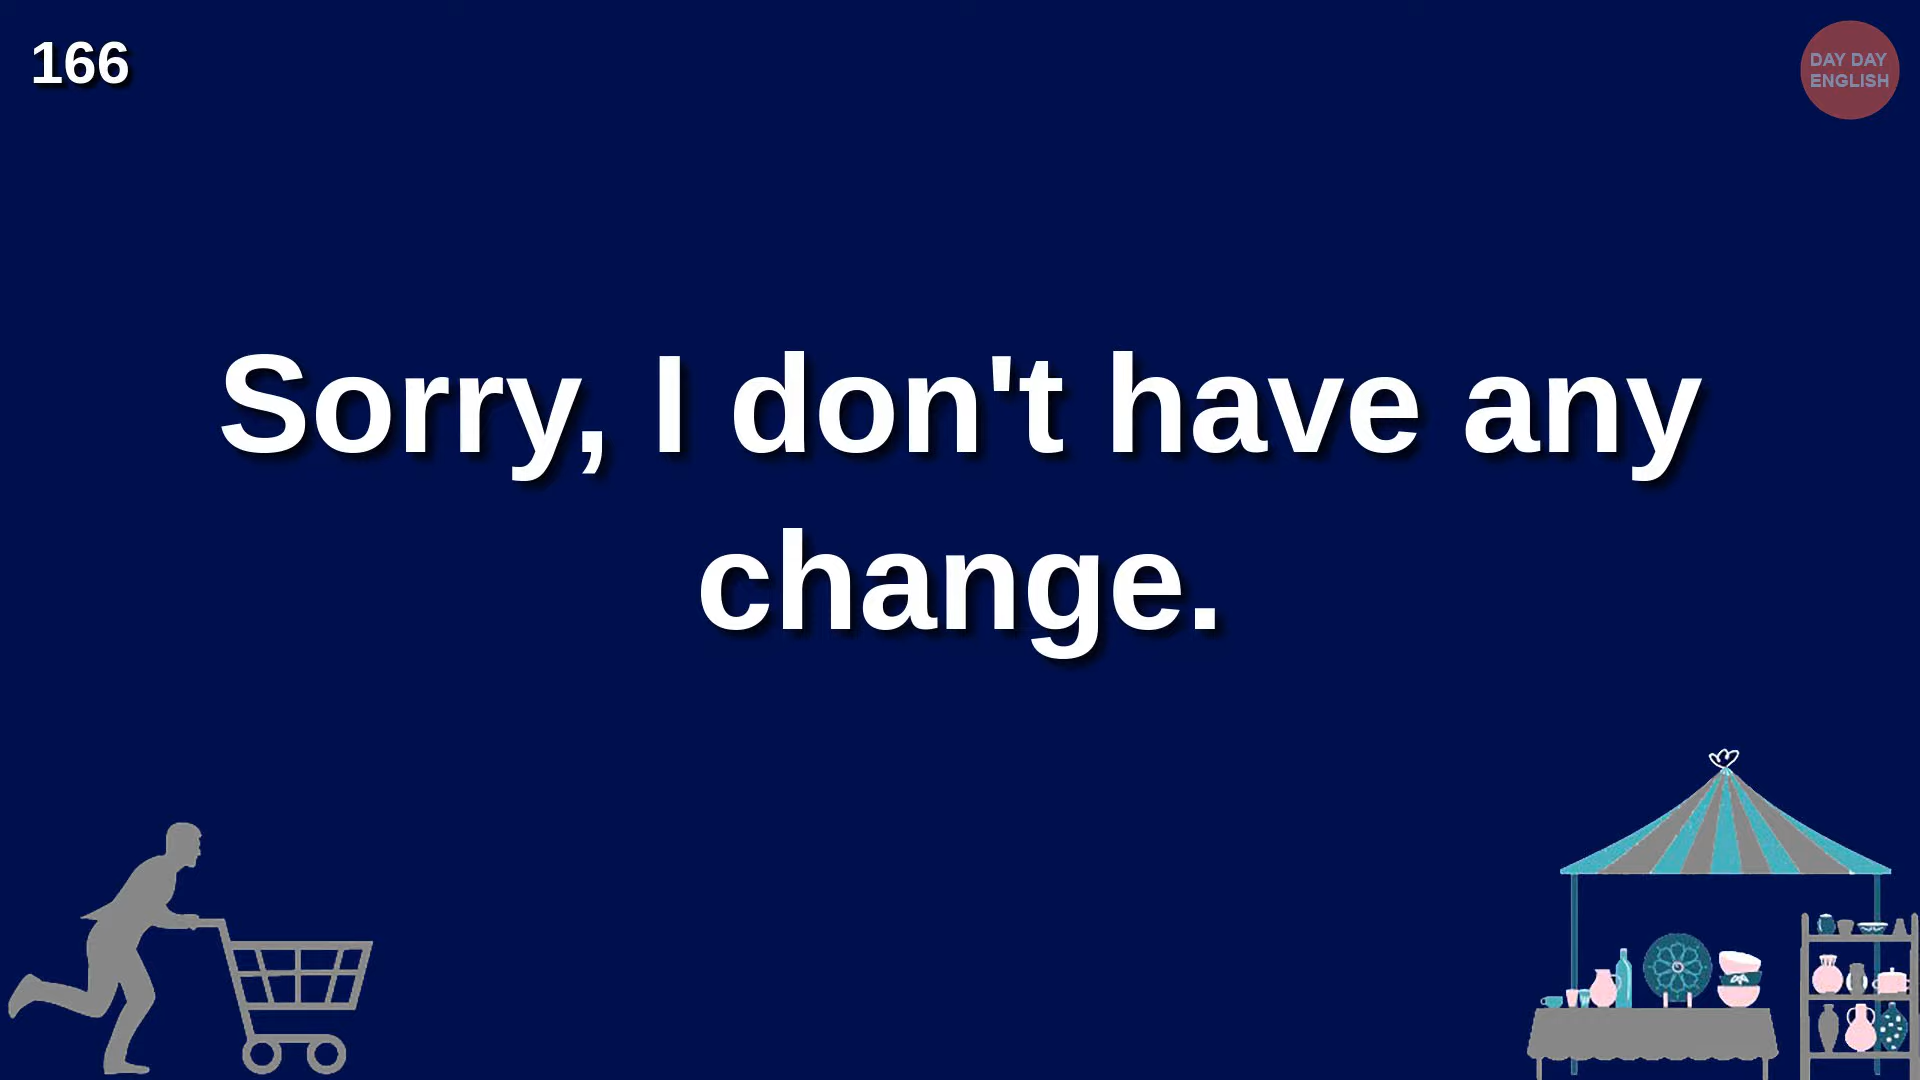 166
DAY DAY
ENGLISH
Sorry, I don't have any
change.